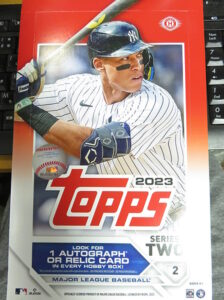 2023
topps
SERIES
TWO
2
LOOK FOR
1 AUTOGRAPH
OR RELIC CARD
IN EVERY HOBBY BOX!
MAJOR LEAGUE BASEBALL